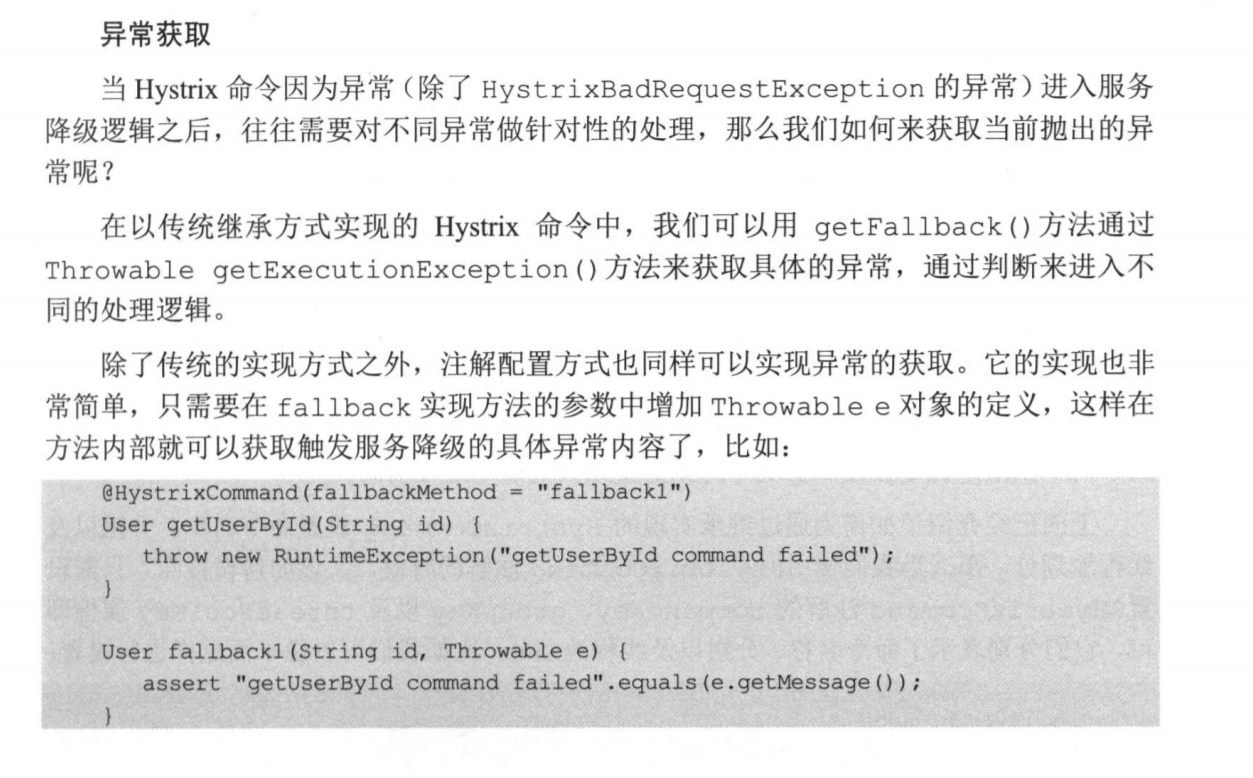 异常获取
当 Hystrix 命令因为异常（除了 HystrixBadRequestException 的异常）进入服务
降级逻辑之后，往往需要对不同异常做针对性的处理，那么我们如何来获取当前抛出的异
常呢？
在以传统继承方式实现的 Hystrix 命令中，我们可以用 getFallback()方法通过
Throwable getExecutionException()方法来获取具体的异常，通过判断来进入不
同的处理逻辑。
除了传统的实现方式之外，注解配置方式也同样可以实现异常的获取。它的实现也非
常简单，只需要在 fallback 实现方法的参数中增加 Throwable e 对象的定义，这样在
方法内部就可以获取触发服务降级的具体异常内容了，比如：
@HystrixCommand(fallbackMethod = "fallback1")
User getUserById(String id) {
throw new RuntimeException("getUserById command failed");
}
User fallback1(String id, Throwable e) {
assert "getUserById command failed".equals(e.getMessage());
}